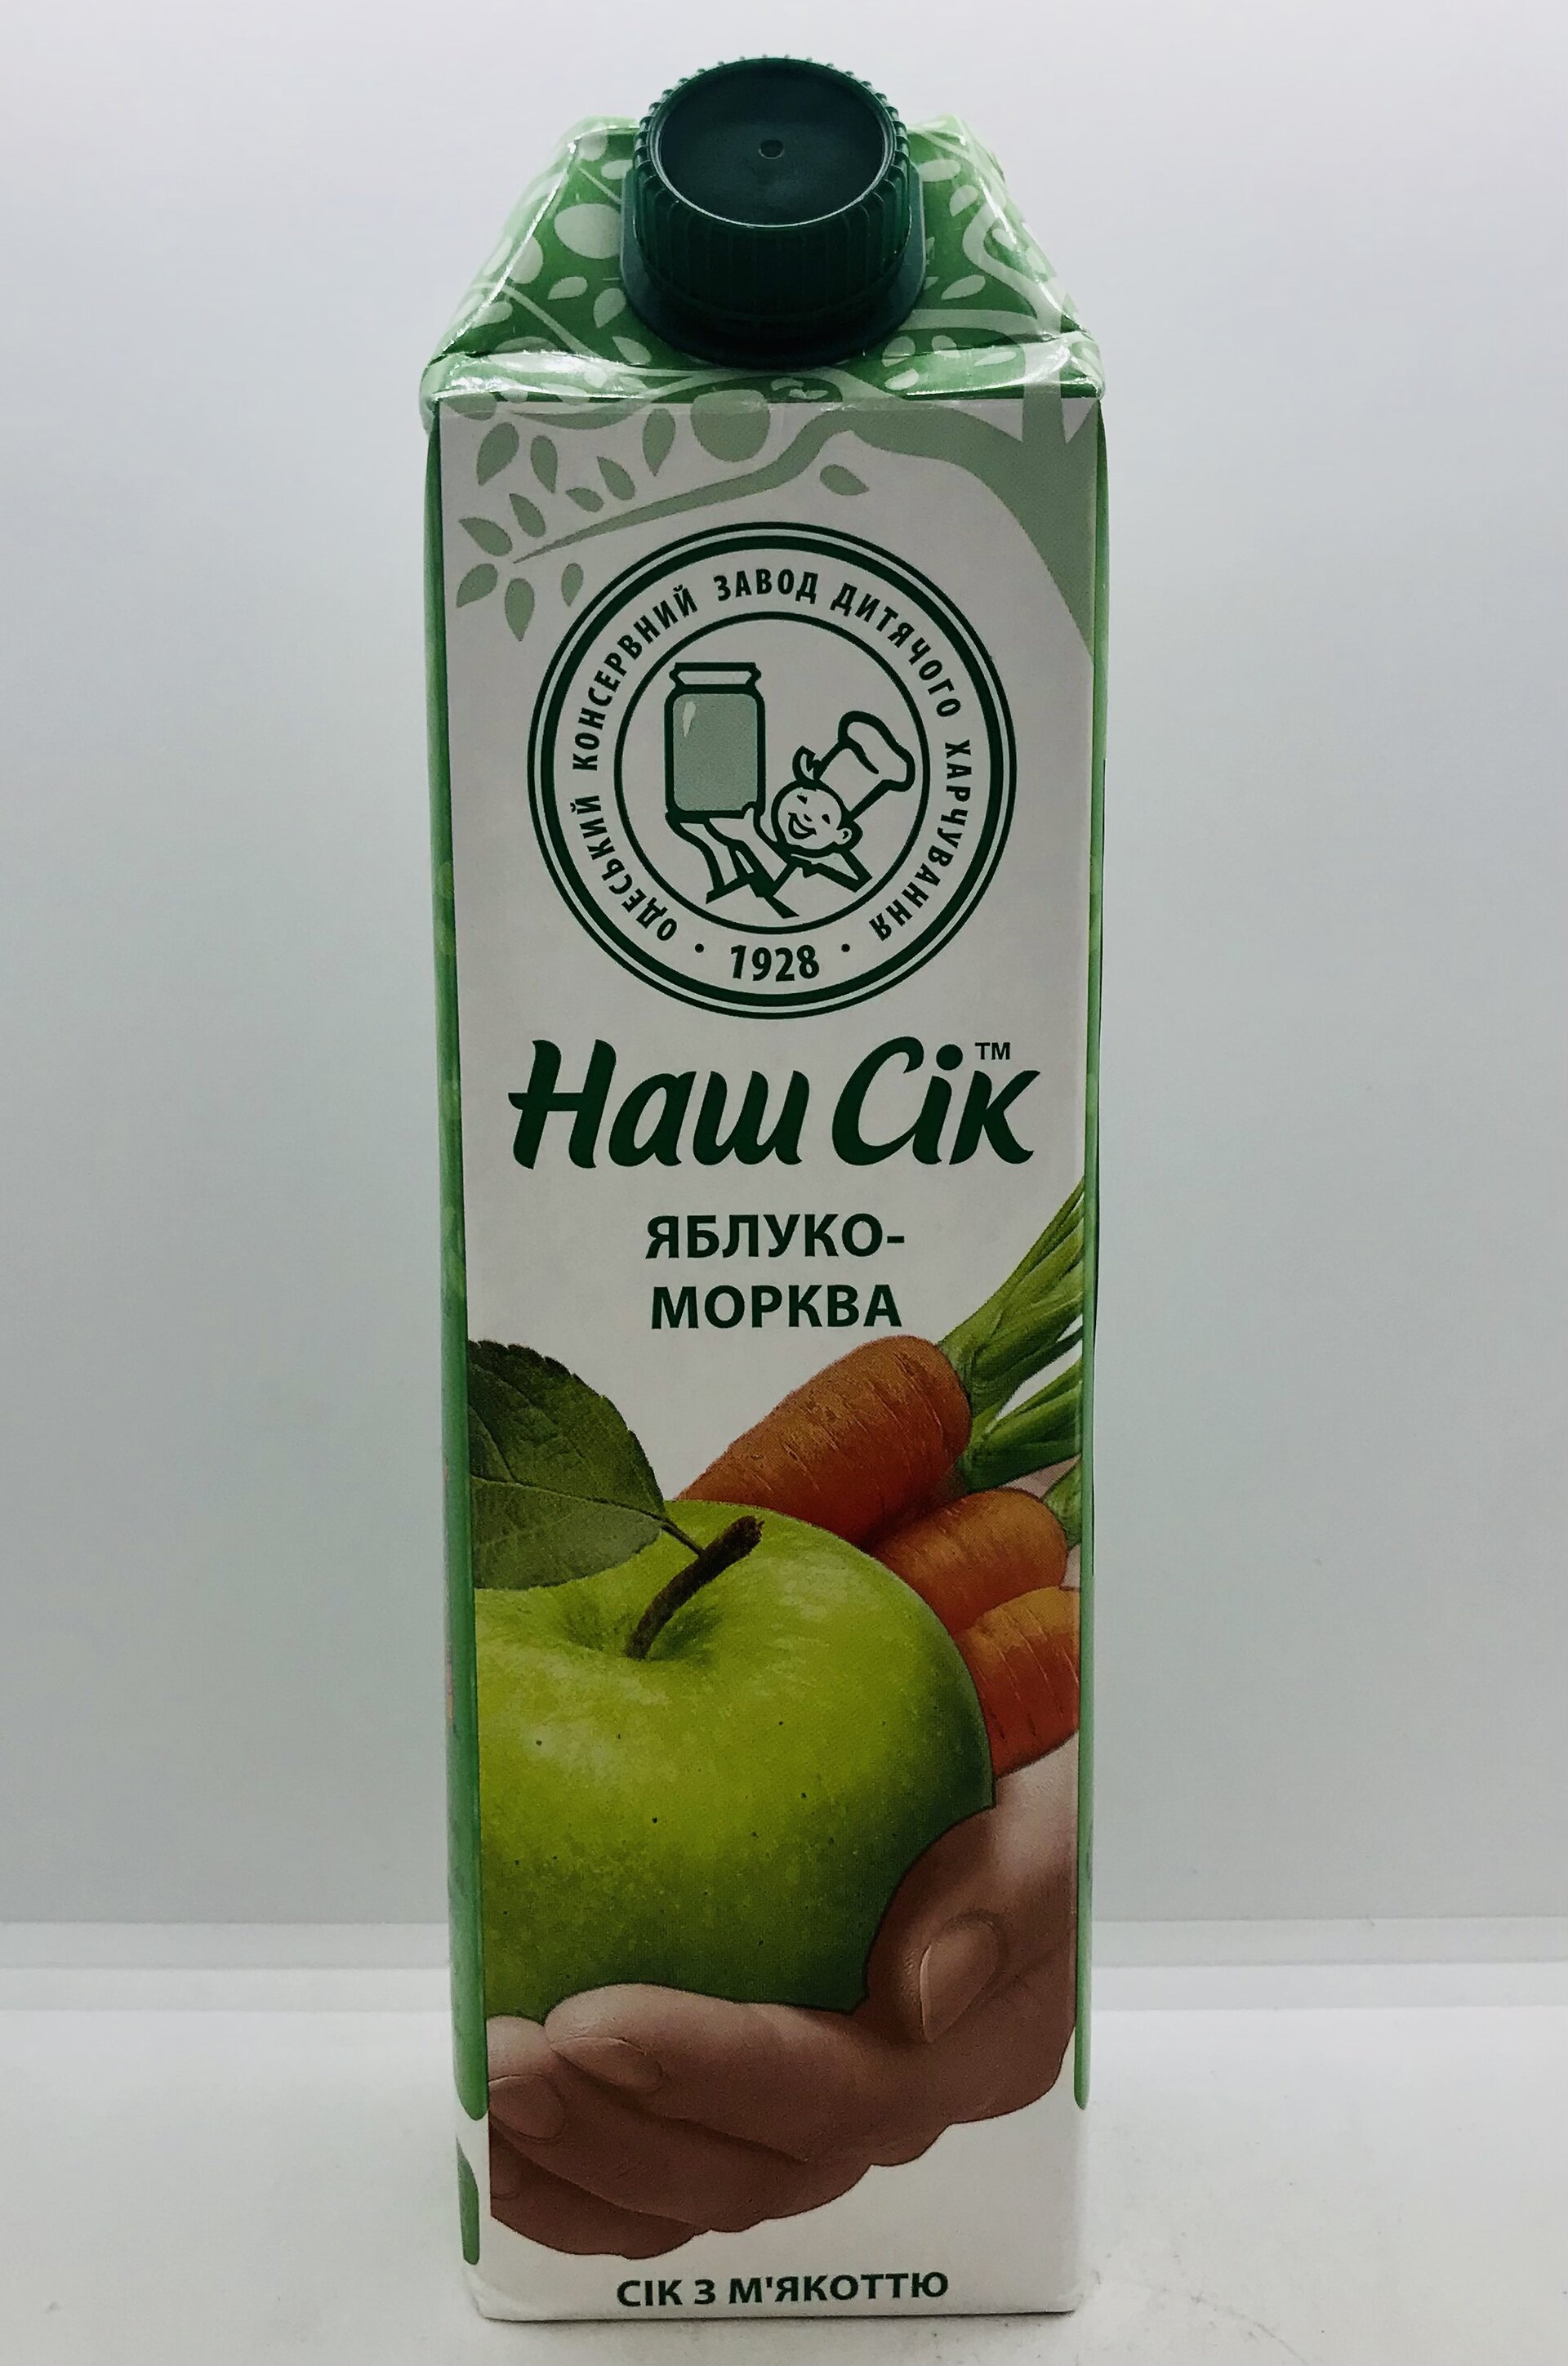 ОДЕСЬКИЙ КОНСЕРВНИЙ ЗАВОД ДИТЯЧОГО ХАРЧУВАННЯ
• 1928 •
Наш Сік™
ЯБЛУКО-
МОРКВА
СІК З М'ЯКОТТЮ